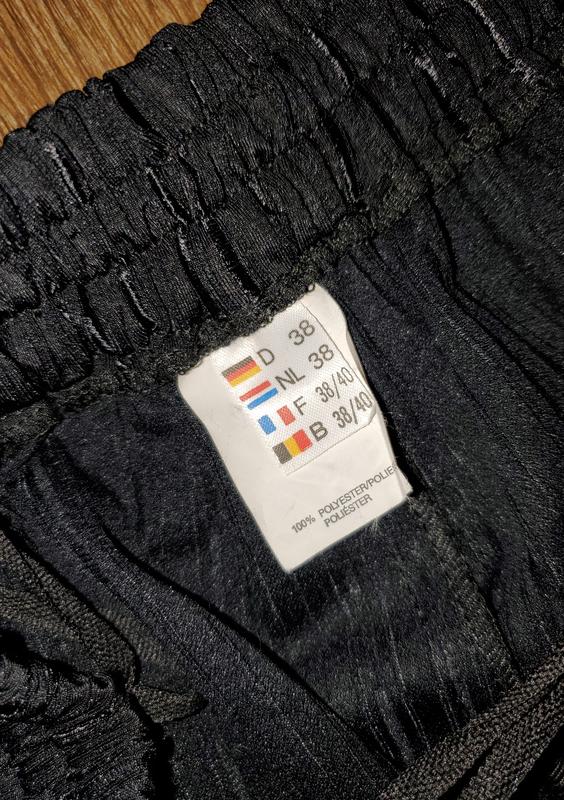 D 38
NL 38
F 38/40
B 38/40
100% POLYESTER/POLIE
POLIÉSTER